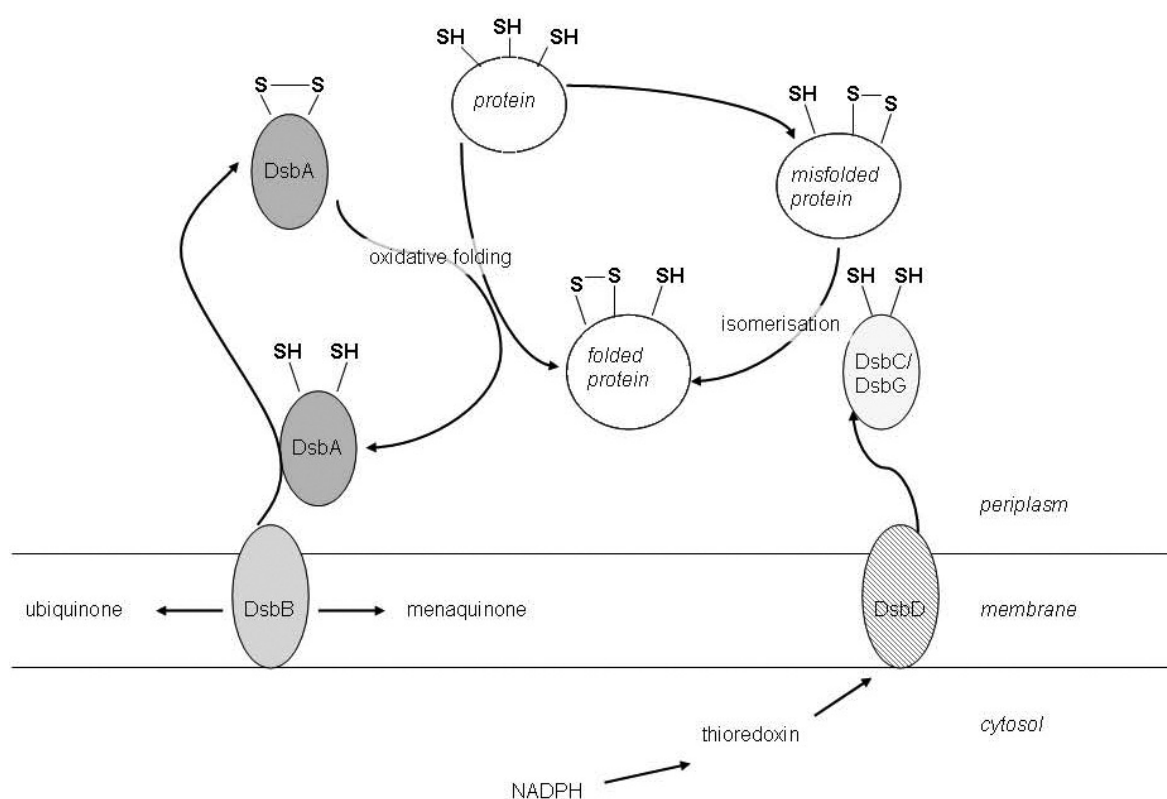 SH SH SH
S S
SH S S
protein
DsbA
misfolded
protein
oxidative folding
S S SH
SH SH
isomerisation
SH SH
folded
protein
DsbC/
DsbG
DsbA
periplasm
ubiquinone
DsbB
menaquinone
DsbD
membrane
thioredoxin
cytosol
NADPH